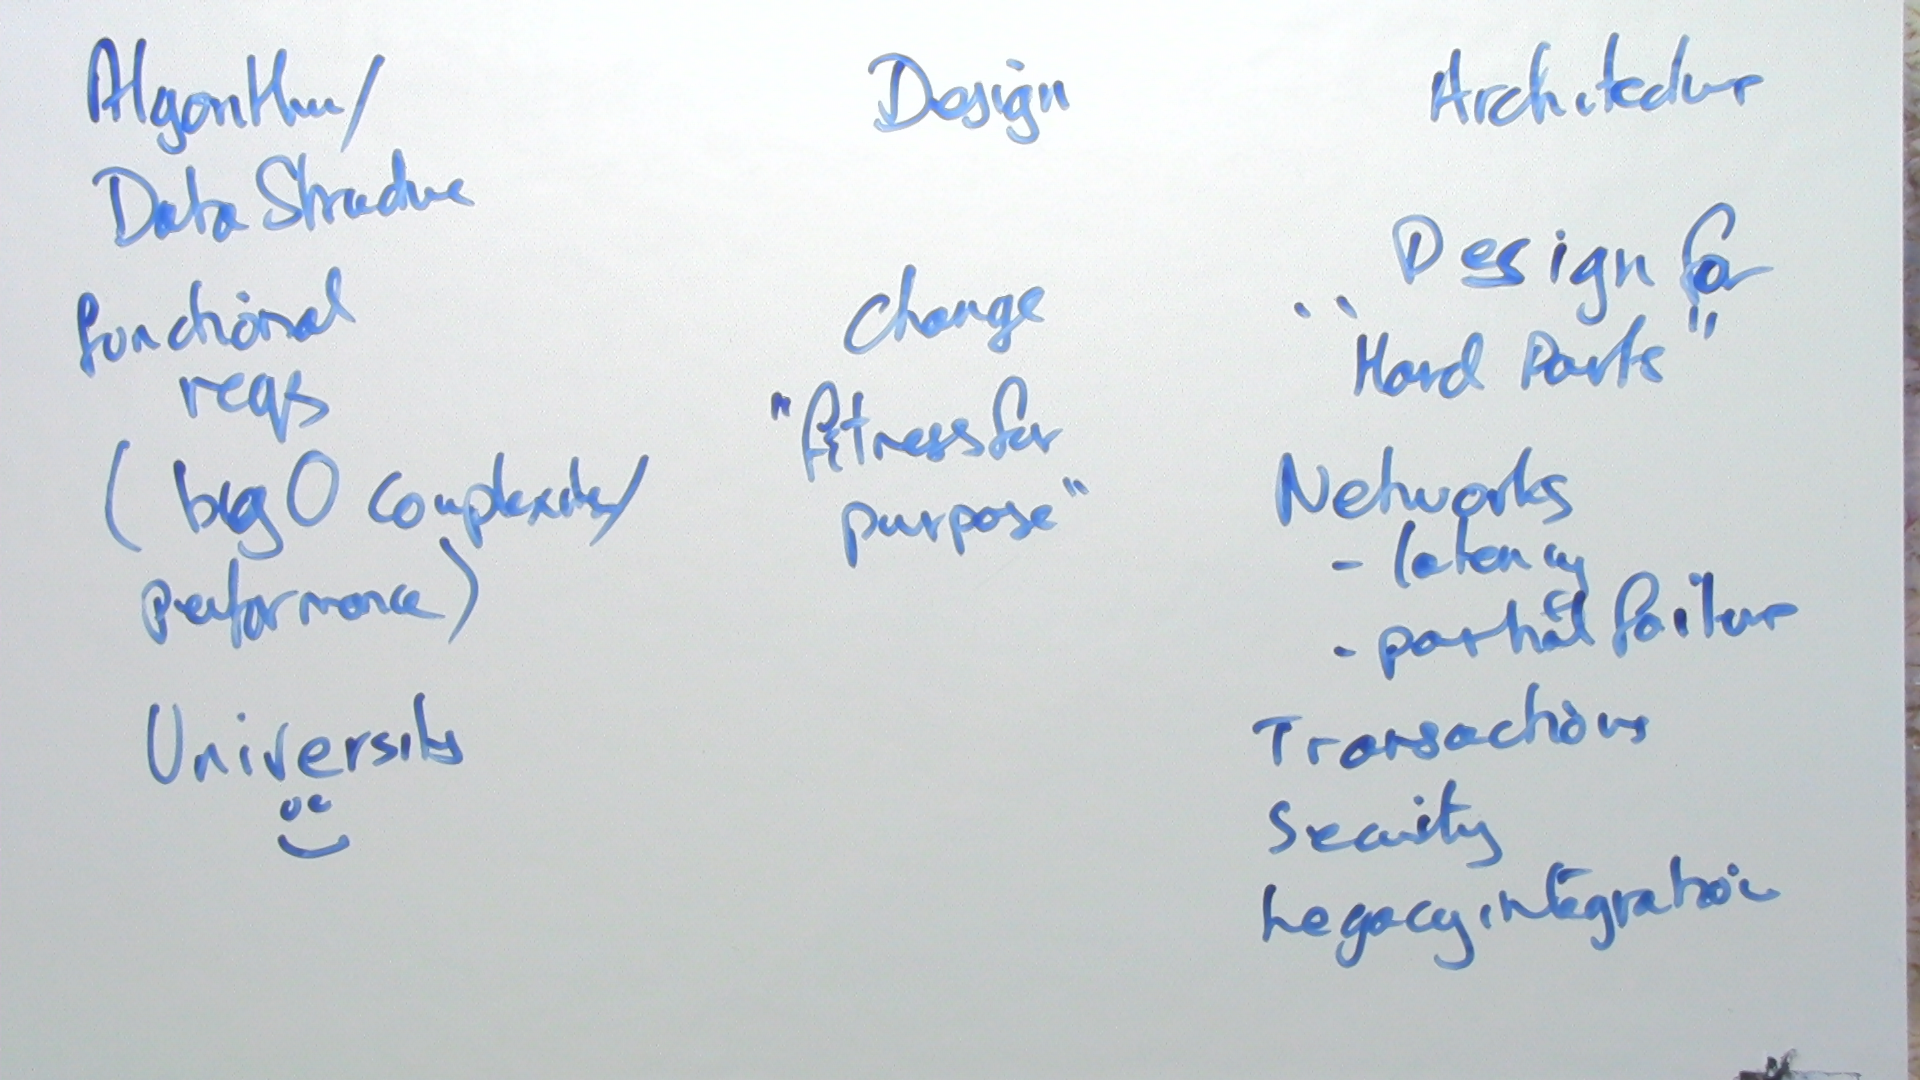 Algorithm/
Data Structure
functional
reqs
( big O complexity/
performance)
University
Design
change
"fitness for
purpose"
Architecture
Design for
"Hard Parts"
Networks
- latency
- partial failure
Transactions
Security
Legacy integration